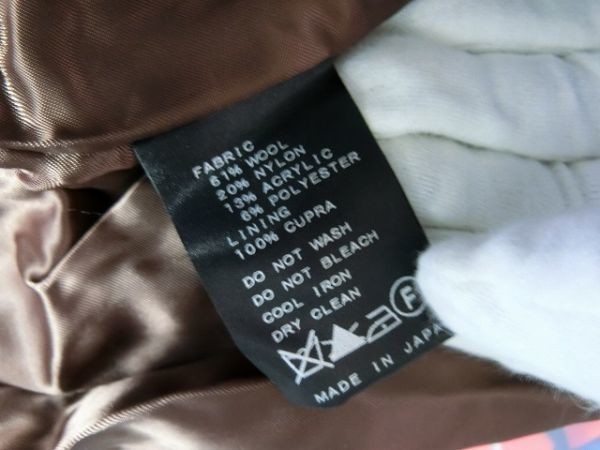 FABRIC
61% WOOL
20% NYLON
13% ACRYLIC
6% POLYESTER
LINING
100% CUPRA
DO NOT WASH
DO NOT BLEACH
COOL IRON
DRY CLEAN
F
MADE IN JAPA